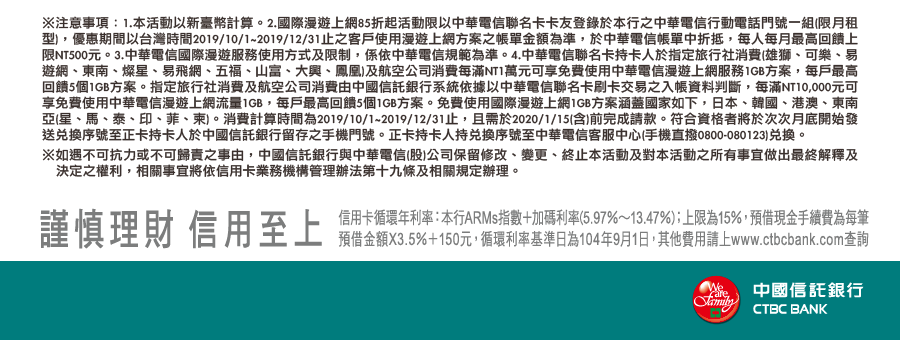 ※注意事項：1.本活動以新臺幣計算。2.國際漫遊上網85折起活動限以中華電信聯名卡卡友登錄於本行之中華電信行動電話門號一組(限月租
型)，優惠期間以台灣時間2019/10/1~2019/12/31止之客戶使用漫遊上網方案之帳單金額為準，於中華電信帳單中折抵，每人每月最高回饋上
限NT500元。3.中華電信國際漫遊服務使用方式及限制，係依中華電信規範為準。4.中華電信聯名卡持卡人於指定旅行社消費(雄獅、可樂、易
遊網、東南、燦星、易飛網、五福、山富、大興、鳳凰)及航空公司消費每滿NT1萬元可享免費使用中華電信漫遊上網服務1GB方案，每戶最高
回饋5個1GB方案。指定旅行社消費及航空公司消費由中國信託銀行系統依據以中華電信聯名卡刷卡交易之入帳資料判斷，每滿NT10,000元可
享免費使用中華電信漫遊上網流量1GB，每戶最高回饋5個1GB方案。免費使用國際漫遊上網1GB方案涵蓋國家如下，日本、韓國、港澳、東南
亞(星、馬、泰、印、菲、柬)。消費計算時間為2019/10/1~2019/12/31止，且需於2020/1/15(含)前完成請款。符合資格者將於次次月底開始發
送兌換序號至正卡持卡人於中國信託銀行留存之手機門號。正卡持卡人持兌換序號至中華電信客服中心(手機直撥0800-080123)兌換。
※如遇不可抗力或不可歸責之事由，中國信託銀行與中華電信(股)公司保留修改、變更、終止本活動及對本活動之所有事宜做出最終解釋及
決定之權利，相關事宜將依信用卡業務機構管理辦法第十九條及相關規定辦理。
謹慎理財 信用至上
信用卡循環年利率：本行ARMs指數＋加碼利率(5.97%～13.47%)；上限為15%，預借現金手續費為每筆
預借金額X3.5%＋150元，循環利率基準日為104年9月1日，其他費用請上www.ctbcbank.com查詢
We
care
Family
中國信託銀行
CTBC BANK